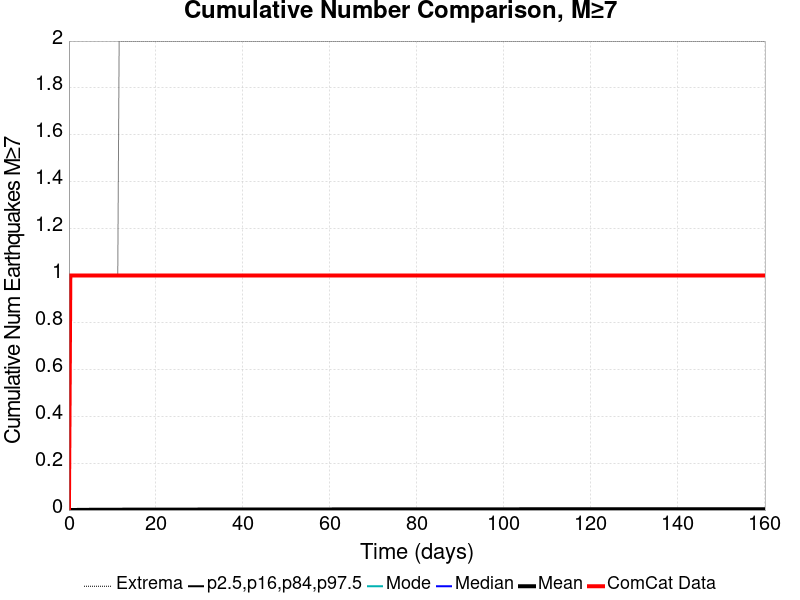 Cumulative Number Comparison, M≥7
Cumulative Num Earthquakes M≥7
2
1.8
1.6
1.4
1.2
1
0.8
0.6
0.4
0.2
0
0 20 40 60 80 100 120 140 160
Time (days)
Extrema p2.5,p16,p84,p97.5 Mode Median Mean ComCat Data